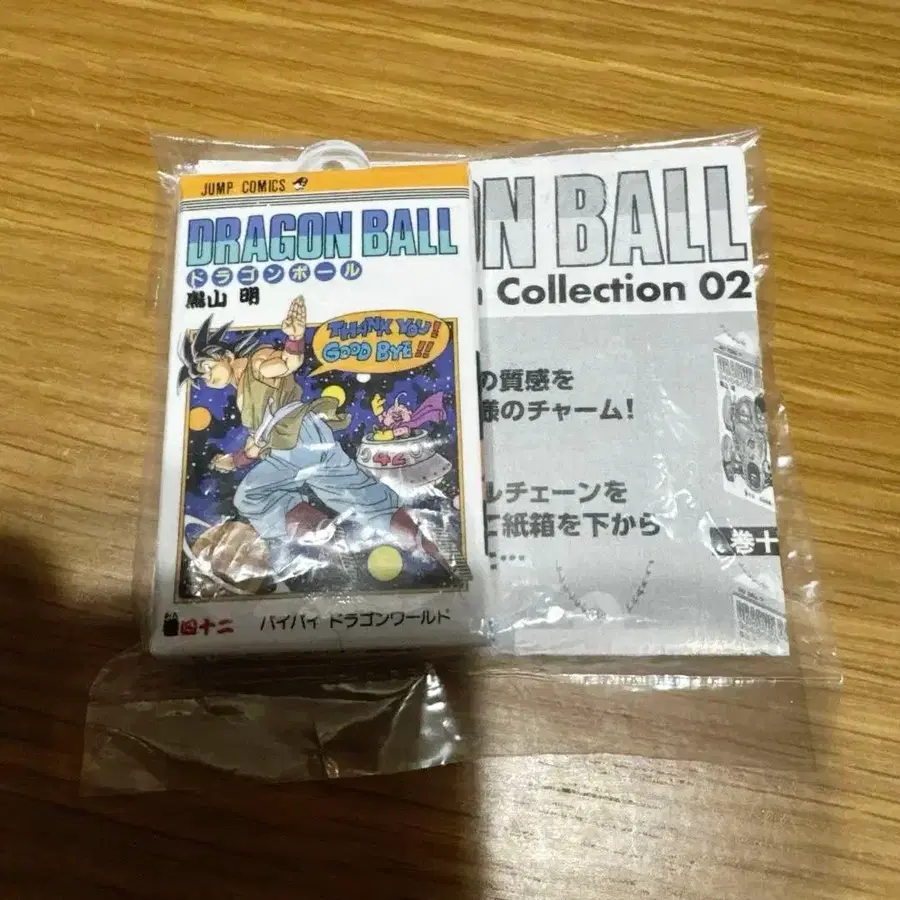 JUMP COMICS
DRAGON BALL
ドラゴンボール
鳥山 明
THANK YOU!
GOOD BYE!!
42
巻四十二
バイバイ ドラゴンワールド
N BALL
Collection 02
の質感を
様のチャーム!
ルチェーンを
紙箱を下から
巻十